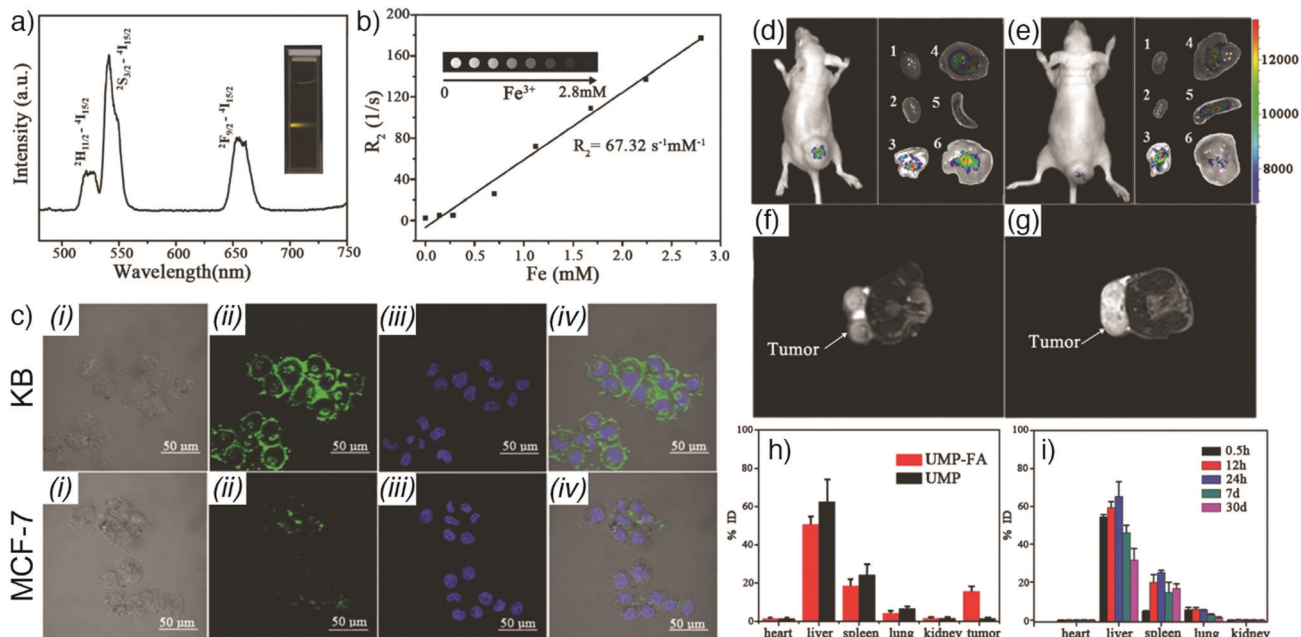 a)
Intensity (a.u.)
²H₁₁/₂ - ⁴I₁₅/₂
²S₃/₂ - ⁴I₁₅/₂
²F₉/₂ - ⁴I₁₅/₂
500 550 600 650 700 750
Wavelength(nm)
b)
R₂ (1/s)
200
160
120
80
40
0
0 Fe³⁺ 2.8mM
R₂= 67.32 s⁻¹mM⁻¹
0.0 0.5 1.0 1.5 2.0 2.5 3.0
Fe (mM)
c)
KB
(i) (ii) (iii) (iv)
50 µm 50 µm 50 µm 50 µm
MCF-7
(i) (ii) (iii) (iv)
50 µm 50 µm 50 µm 50 µm
(d)
1 4
2 5
3 6
(e)
1 4
2 5
3 6
12000
10000
8000
(f)
Tumor
(g)
Tumor
h)
% ID
100
80
60
40
20
0
UMP-FA
UMP
heart liver spleen lung kidney tumor
i)
% ID
100
80
60
40
20
0
0.5h
12h
24h
7d
30d
heart liver spleen lung kidney